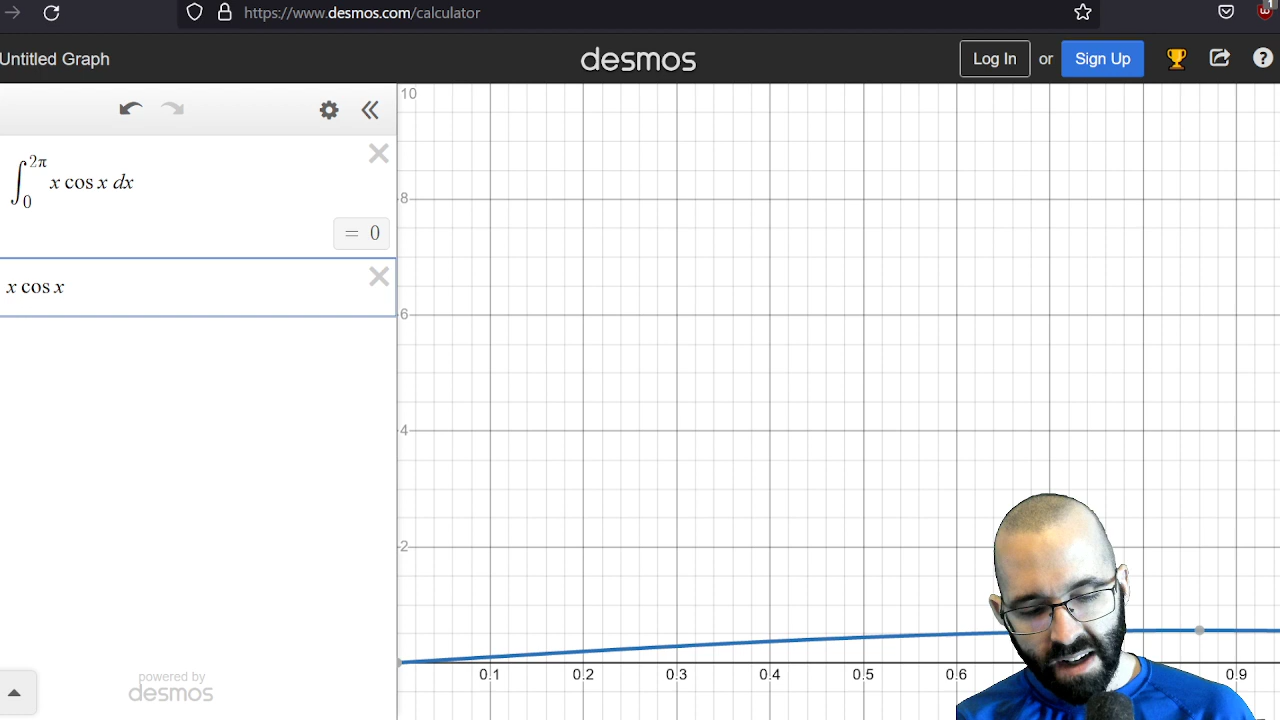 https://www.desmos.com/calculator
1
Untitled Graph
desmos
Log In or Sign Up
?
∫₀^2π x cos x dx
= 0
x cos x
10
8
6
4
2
0.1 0.2 0.3 0.4 0.5 0.6 0.9
powered by
desmos